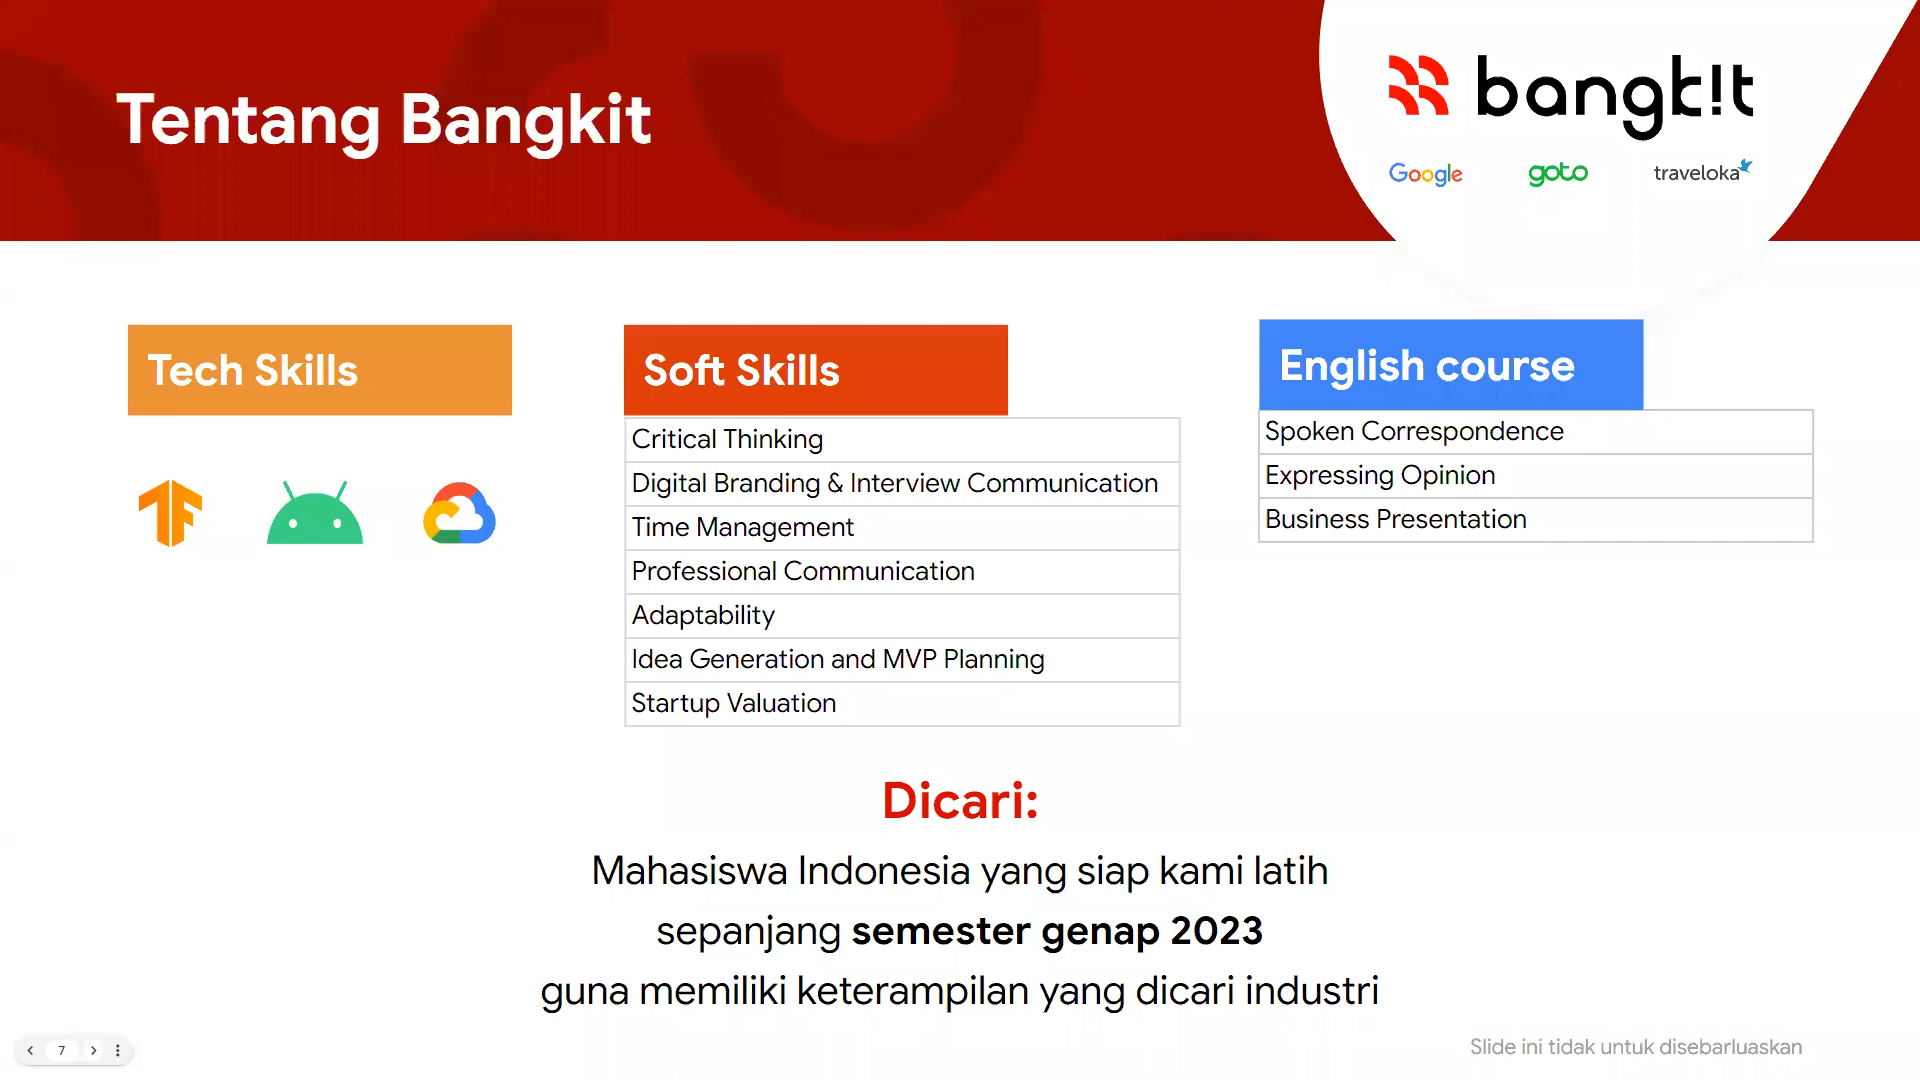 Tentang Bangkit
bangk!t
Google goto traveloka
Tech Skills
Soft Skills
Critical Thinking
Digital Branding & Interview Communication
Time Management
Professional Communication
Adaptability
Idea Generation and MVP Planning
Startup Valuation
English course
Spoken Correspondence
Expressing Opinion
Business Presentation
Dicari:
Mahasiswa Indonesia yang siap kami latih
sepanjang semester genap 2023
guna memiliki keterampilan yang dicari industri
7
Slide ini tidak untuk disebarluaskan